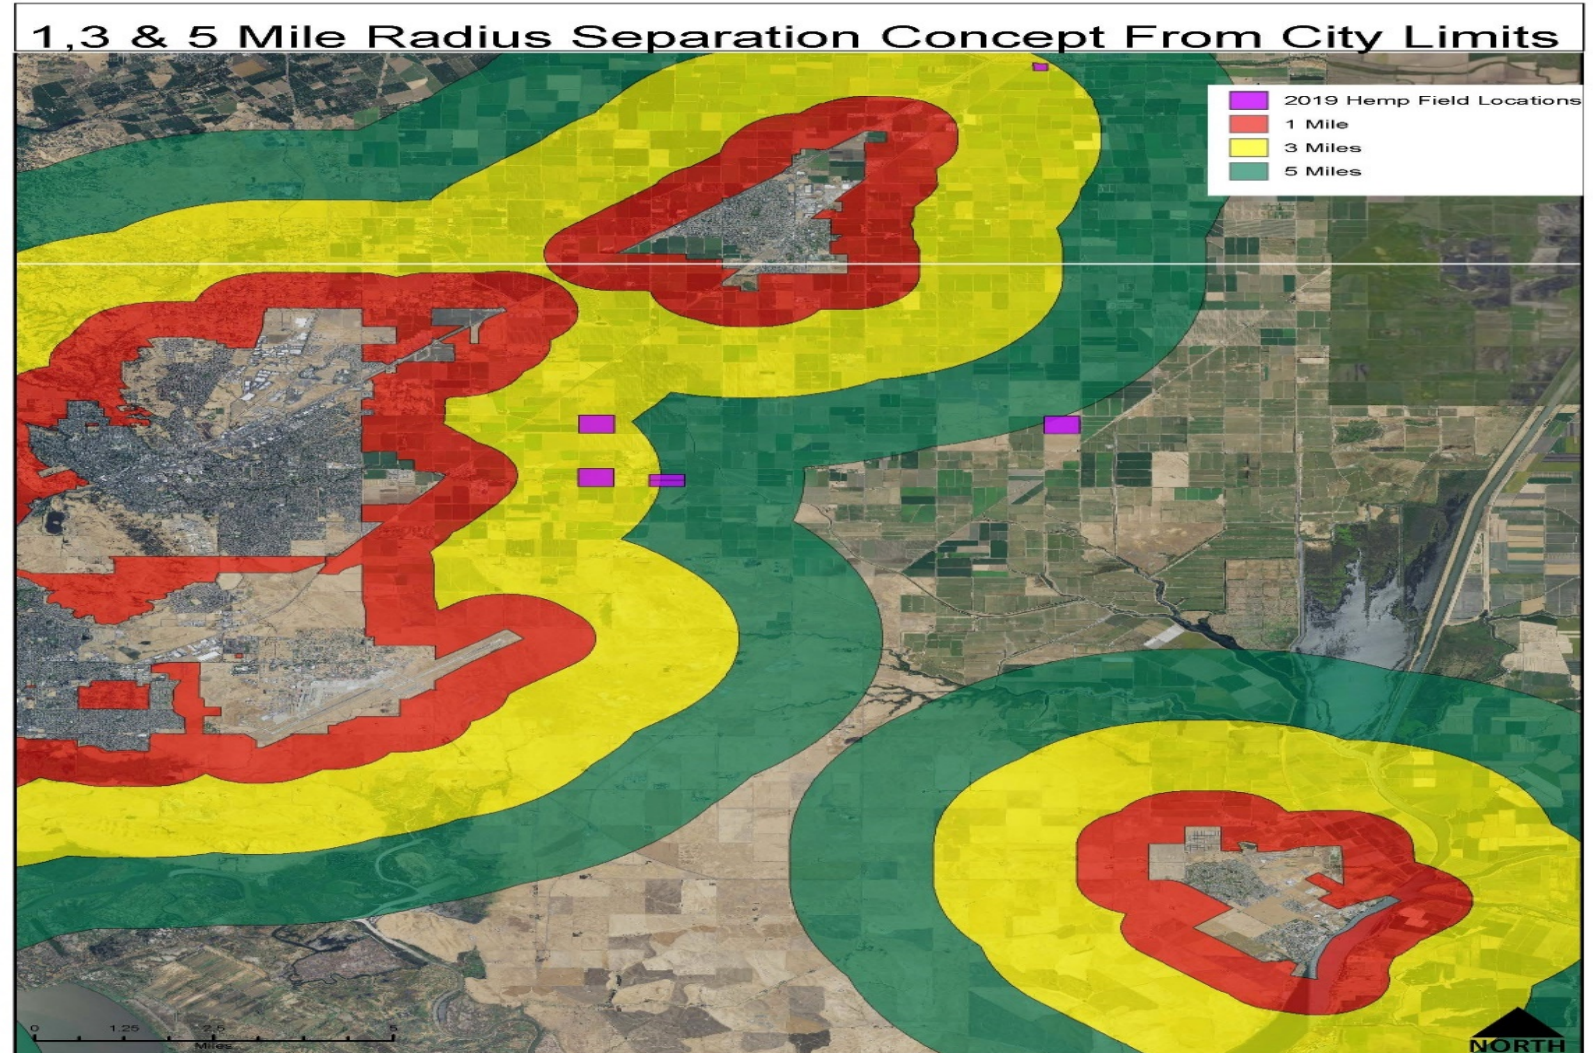 1,3 & 5 Mile Radius Separation Concept From City Limits
2019 Hemp Field Locations
1 Mile
3 Miles
5 Miles
0 1.25 2.5 5
Miles
NORTH